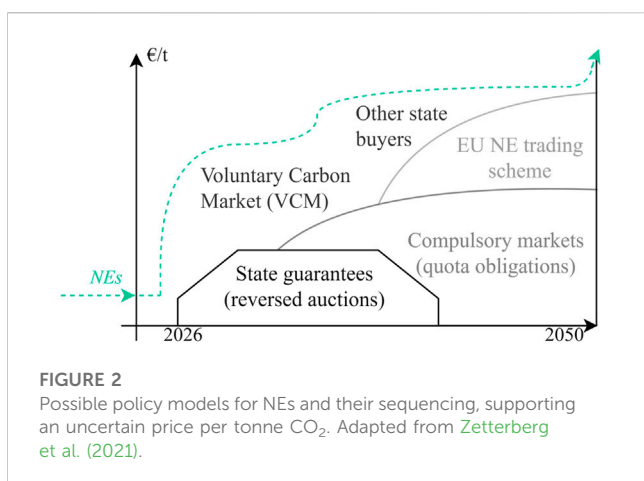 €/t
Other state
buyers
EU NE trading
scheme
Voluntary Carbon
Market (VCM)
Compulsory markets
(quota obligations)
State guarantees
(reversed auctions)
NEs
2026
2050
FIGURE 2
Possible policy models for NEs and their sequencing, supporting
an uncertain price per tonne CO₂. Adapted from Zetterberg
et al. (2021).